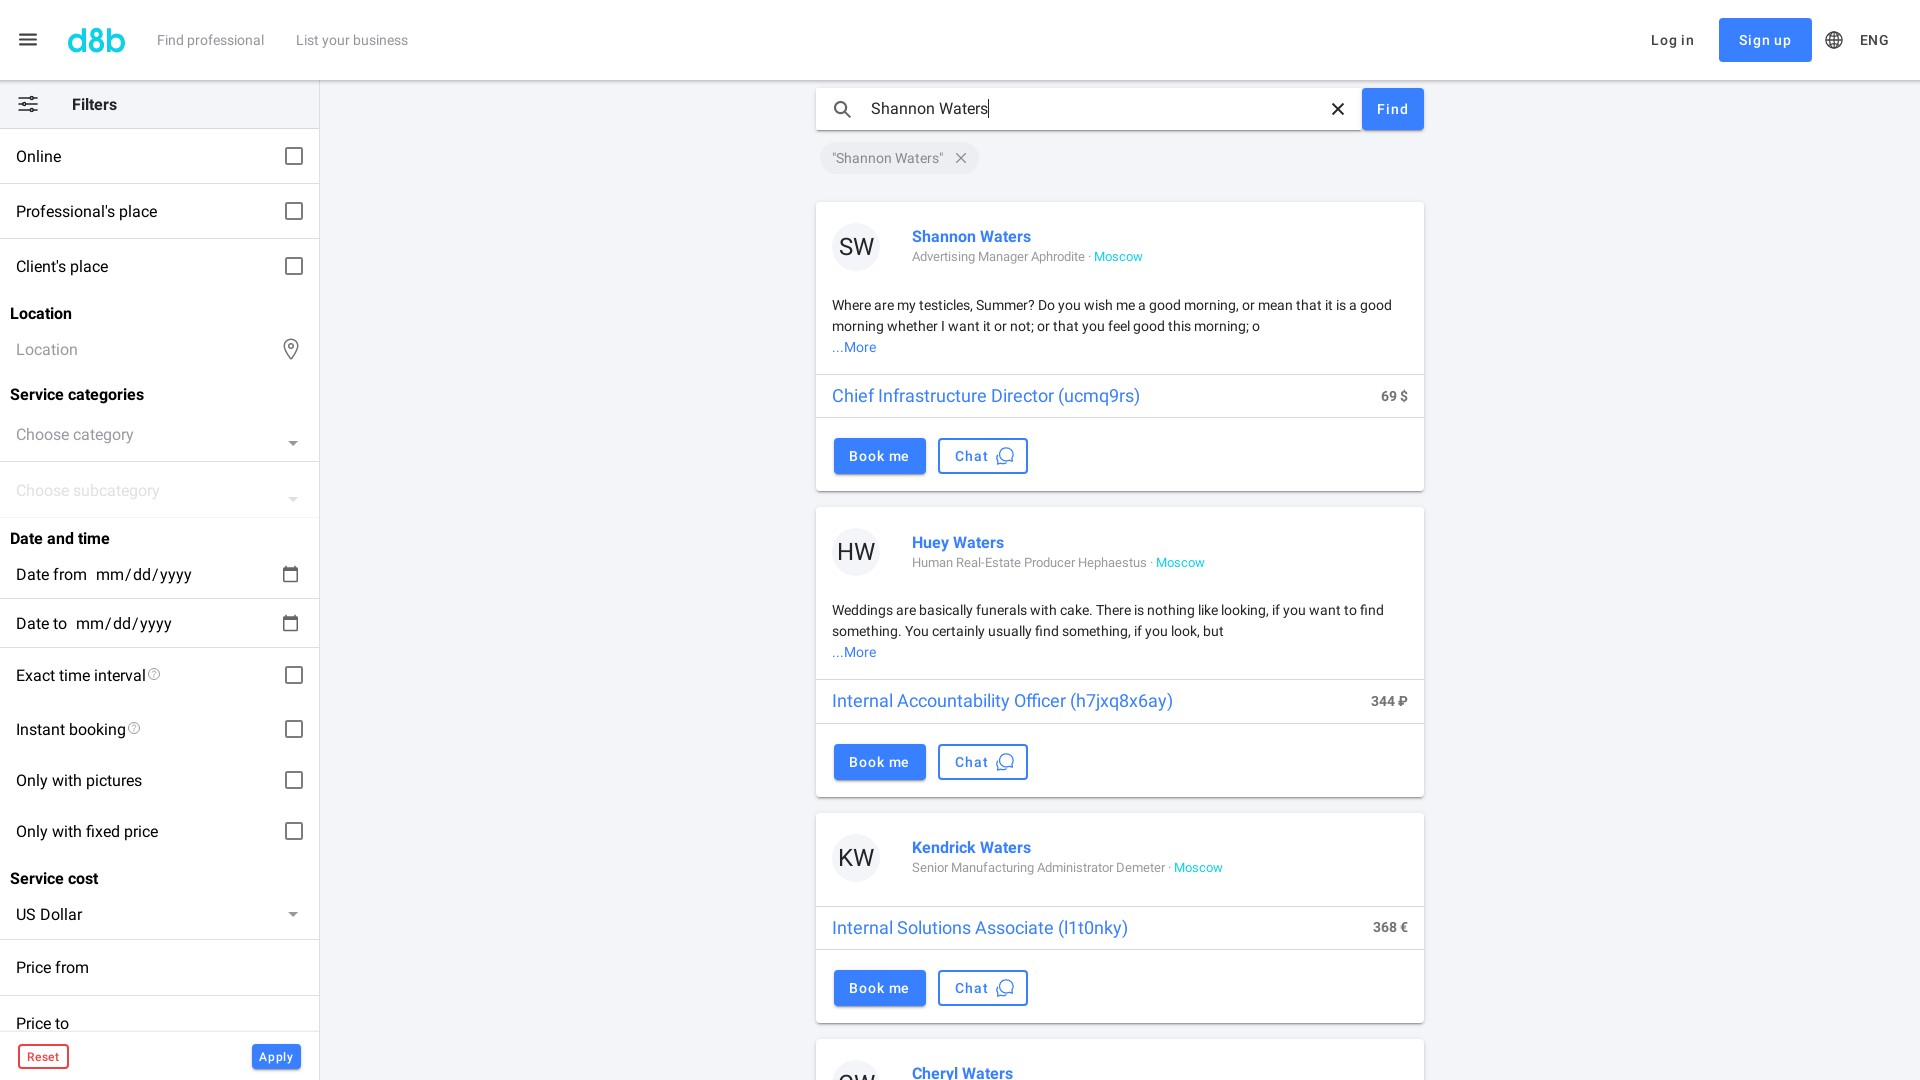 d8b
Find professional
List your business
Log in
Sign up
ENG
Filters
Online
Professional's place
Client's place
Location
Location
Service categories
Choose category
Choose subcategory
Date and time
Date from mm/dd/yyyy
Date to mm/dd/yyyy
Exact time interval
Instant booking
Only with pictures
Only with fixed price
Service cost
US Dollar
Price from
Price to
Reset
Apply
Shannon Waters
Find
"Shannon Waters"
SW
Shannon Waters
Advertising Manager Aphrodite · Moscow
Where are my testicles, Summer? Do you wish me a good morning, or mean that it is a good
morning whether I want it or not; or that you feel good this morning; o
...More
Chief Infrastructure Director (ucmq9rs)
69 $
Book me
Chat
HW
Huey Waters
Human Real-Estate Producer Hephaestus · Moscow
Weddings are basically funerals with cake. There is nothing like looking, if you want to find
something. You certainly usually find something, if you look, but
...More
Internal Accountability Officer (h7jxq8x6ay)
344 ₽
Book me
Chat
KW
Kendrick Waters
Senior Manufacturing Administrator Demeter · Moscow
Internal Solutions Associate (l1t0nky)
368 €
Book me
Chat
CW
Cheryl Waters